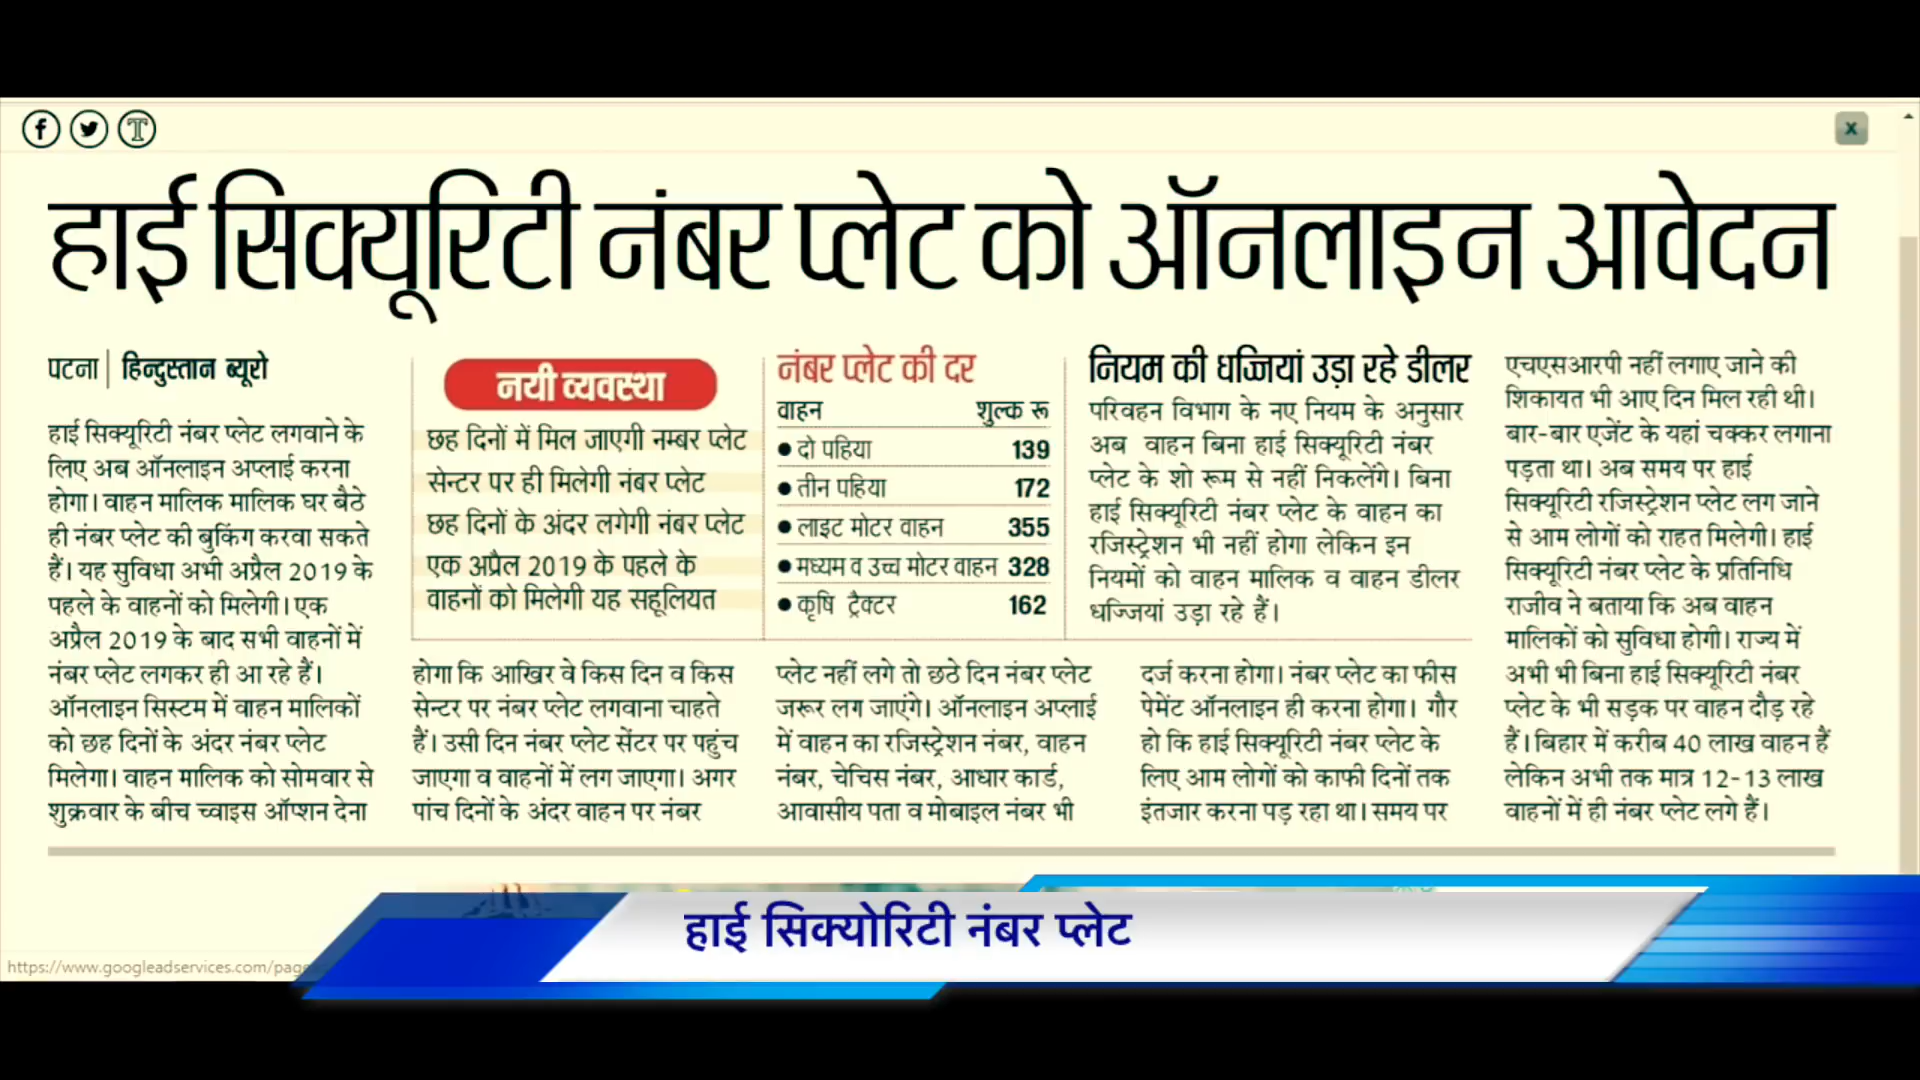 हाई सिक्यूरिटी नंबर प्लेट को ऑनलाइन आवेदन
पटना | हिन्दुस्तान ब्यूरो
हाई सिक्यूरिटी नंबर प्लेट लगवाने के
लिए अब ऑनलाइन अप्लाई करना
होगा। वाहन मालिक मालिक घर बैठे
ही नंबर प्लेट की बुकिंग करवा सकते
हैं। यह सुविधा अभी अप्रैल 2019 के
पहले के वाहनों को मिलेगी। एक
अप्रैल 2019 के बाद सभी वाहनों में
नंबर प्लेट लगकर ही आ रहे हैं।
ऑनलाइन सिस्टम में वाहन मालिकों
को छह दिनों के अंदर नंबर प्लेट
मिलेगा। वाहन मालिक को सोमवार से
शुक्रवार के बीच च्वाइस ऑप्शन देना
नयी व्यवस्था
छह दिनों में मिल जाएगी नम्बर प्लेट
सेन्टर पर ही मिलेगी नंबर प्लेट
छह दिनों के अंदर लगेगी नंबर प्लेट
एक अप्रैल 2019 के पहले के
वाहनों को मिलेगी यह सहूलियत
नंबर प्लेट की दर
वाहन शुल्क रू
● दो पहिया 139
● तीन पहिया 172
● लाइट मोटर वाहन 355
● मध्यम व उच्च मोटर वाहन 328
● कृषि ट्रैक्टर 162
नियम की धज्जियां उड़ा रहे डीलर
परिवहन विभाग के नए नियम के अनुसार
अब वाहन बिना हाई सिक्यूरिटी नंबर
प्लेट के शो रूम से नहीं निकलेंगे। बिना
हाई सिक्यूरिटी नंबर प्लेट के वाहन का
रजिस्ट्रेशन भी नहीं होगा लेकिन इन
नियमों को वाहन मालिक व वाहन डीलर
धज्जियां उड़ा रहे हैं।
होगा कि आखिर वे किस दिन व किस
सेन्टर पर नंबर प्लेट लगवाना चाहते
हैं। उसी दिन नंबर प्लेट सेंटर पर पहुंच
जाएगा व वाहनों में लग जाएगा। अगर
पांच दिनों के अंदर वाहन पर नंबर
प्लेट नहीं लगे तो छठे दिन नंबर प्लेट
जरूर लग जाएंगे। ऑनलाइन अप्लाई
में वाहन का रजिस्ट्रेशन नंबर, वाहन
नंबर, चेचिस नंबर, आधार कार्ड,
आवासीय पता व मोबाइल नंबर भी
दर्ज करना होगा। नंबर प्लेट का फीस
पेमेंट ऑनलाइन ही करना होगा। गौर
हो कि हाई सिक्यूरिटी नंबर प्लेट के
लिए आम लोगों को काफी दिनों तक
इंतजार करना पड़ रहा था। समय पर
एचएसआरपी नहीं लगाए जाने की
शिकायत भी आए दिन मिल रही थी।
बार-बार एजेंट के यहां चक्कर लगाना
पड़ता था। अब समय पर हाई
सिक्यूरिटी रजिस्ट्रेशन प्लेट लग जाने
से आम लोगों को राहत मिलेगी। हाई
सिक्यूरिटी नंबर प्लेट के प्रतिनिधि
राजीव ने बताया कि अब वाहन
मालिकों को सुविधा होगी। राज्य में
अभी भी बिना हाई सिक्यूरिटी नंबर
प्लेट के भी सड़क पर वाहन दौड़ रहे
हैं। बिहार में करीब 40 लाख वाहन हैं
लेकिन अभी तक मात्र 12-13 लाख
वाहनों में ही नंबर प्लेट लगे हैं।
हाई सिक्योरिटी नंबर प्लेट
https://www.googleadservices.com/page